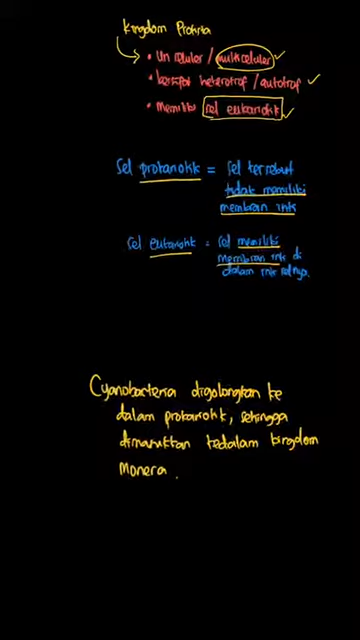 Kingdom Protista
• Uniseluler / multiseluler
• bersifat heterotrof / autotrof
• memiliki sel eukariotik
Sel prokariotik = sel tersebut
tidak memiliki
membran inti
sel eukariotik = sel memiliki
membran inti di
dalam inti selnya.
Cyanobacteria digolongkan ke
dalam prokariotik, sehingga
dimasukkan kedalam kingdom
Monera.